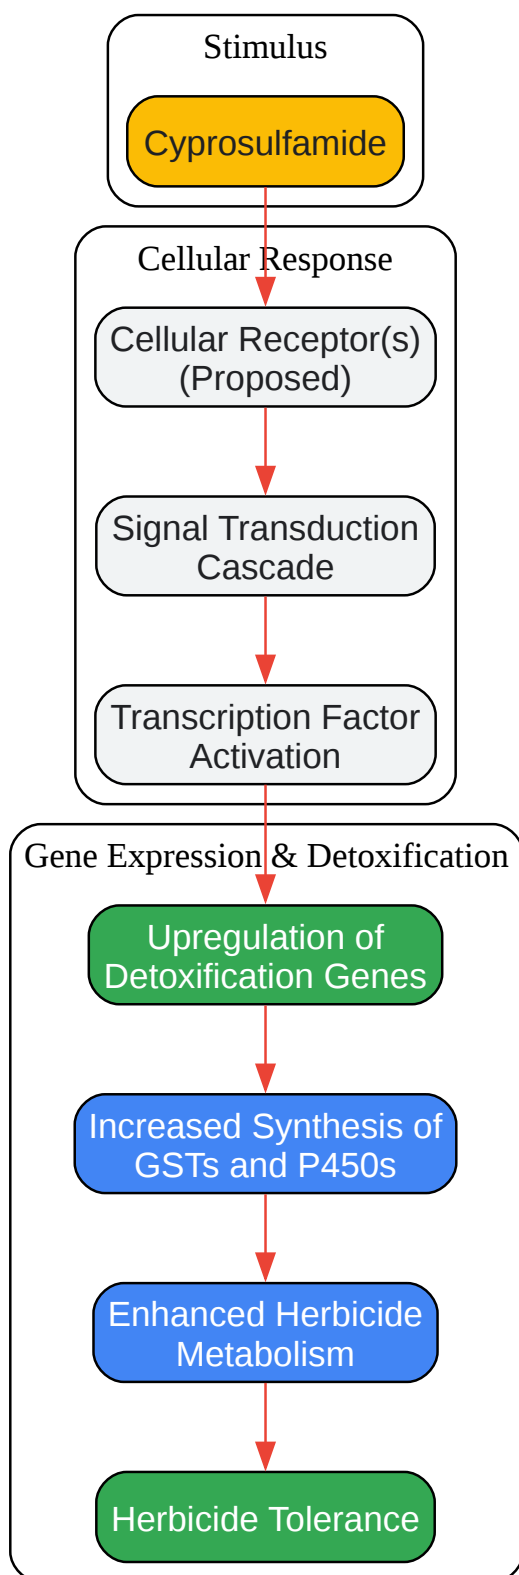 Stimulus
Cyprosulfamide
Cellular Response
Cellular Receptor(s)
(Proposed)
Signal Transduction
Cascade
Transcription Factor
Activation
Gene Expression & Detoxification
Upregulation of
Detoxification Genes
Increased Synthesis of
GSTs and P450s
Enhanced Herbicide
Metabolism
Herbicide Tolerance